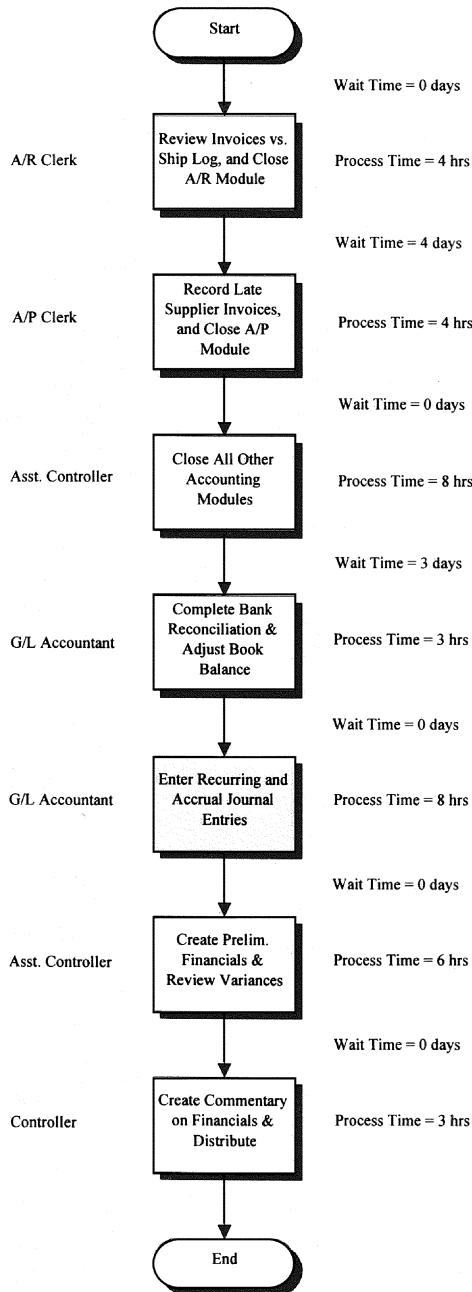 Start
Wait Time = 0 days
A/R Clerk
Review Invoices vs.
Ship Log, and Close
A/R Module
Process Time = 4 hrs
Wait Time = 4 days
A/P Clerk
Record Late
Supplier Invoices,
and Close A/P
Module
Process Time = 4 hrs
Wait Time = 0 days
Asst. Controller
Close All Other
Accounting
Modules
Process Time = 8 hrs
Wait Time = 3 days
G/L Accountant
Complete Bank
Reconciliation &
Adjust Book
Balance
Process Time = 3 hrs
Wait Time = 0 days
G/L Accountant
Enter Recurring and
Accrual Journal
Entries
Process Time = 8 hrs
Wait Time = 0 days
Asst. Controller
Create Prelim.
Financials &
Review Variances
Process Time = 6 hrs
Wait Time = 0 days
Controller
Create Commentary
on Financials &
Distribute
Process Time = 3 hrs
End